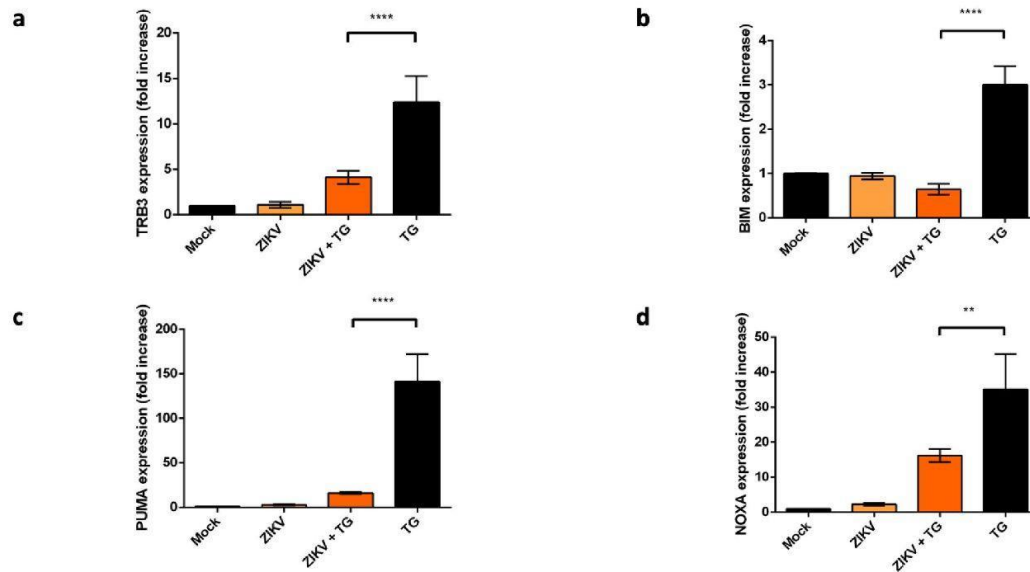 a
TRB3 expression (fold increase)
20
15
10
5
0
****
Mock
ZIKV
ZIKV + TG
TG
b
BIM expression (fold increase)
4
3
2
1
0
****
Mock
ZIKV
ZIKV + TG
TG
c
PUMA expression (fold increase)
200
150
100
50
0
****
Mock
ZIKV
ZIKV + TG
TG
d
NOXA expression (fold increase)
50
40
30
20
10
0
**
Mock
ZIKV
ZIKV + TG
TG